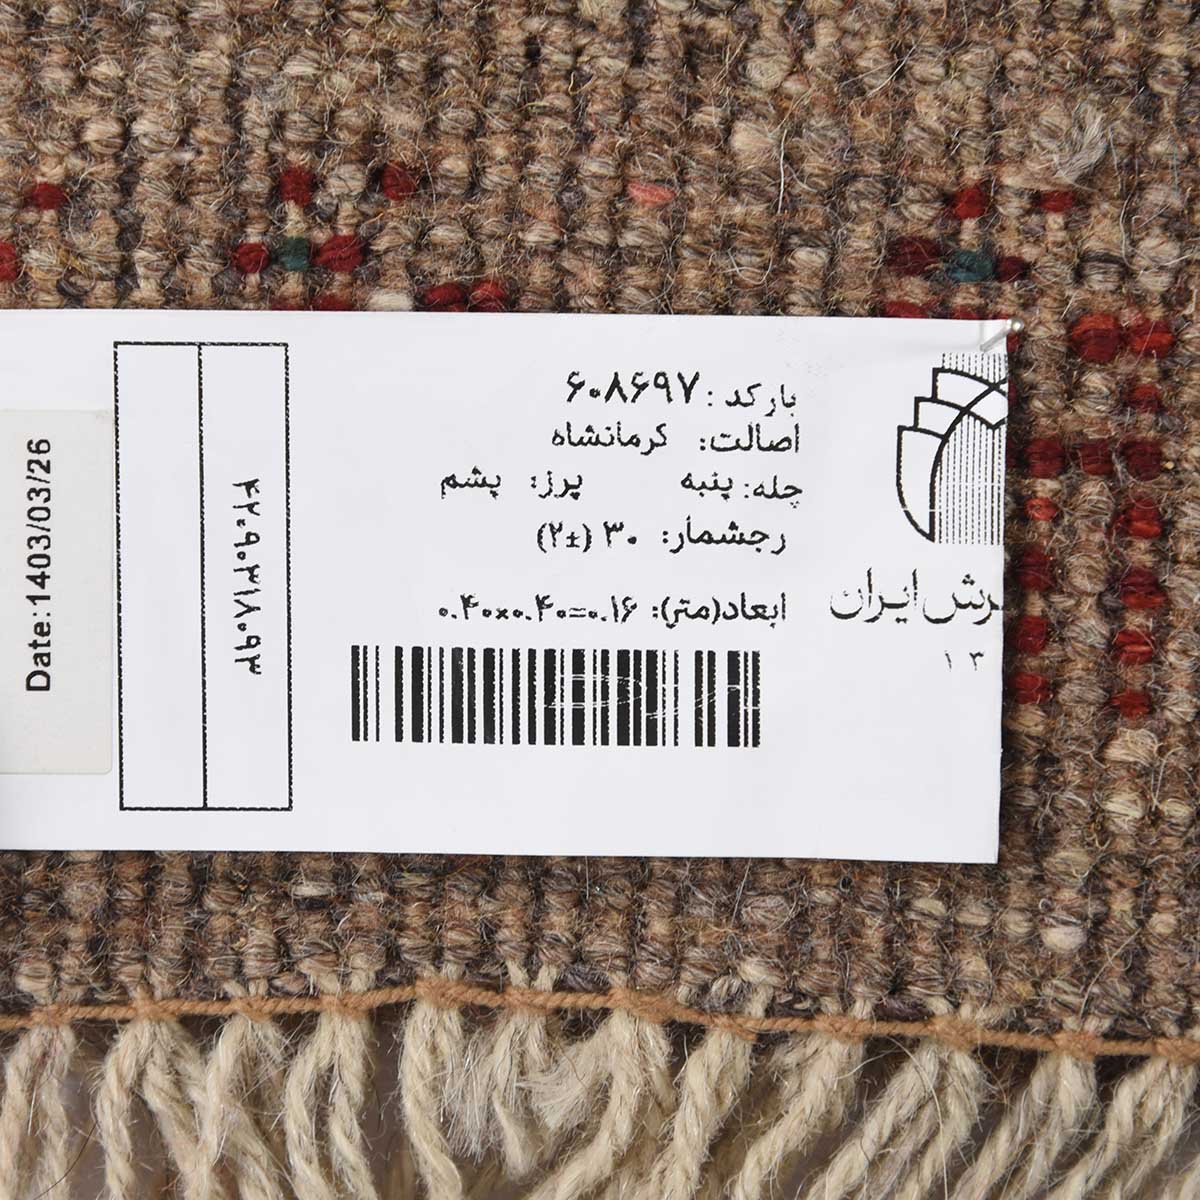 بارکد: ۶۰۸۶۹۷
اصالت: کرمانشاه
چله: پنبه پرز: پشم
رجشمار: ۳۰ (±۲)
ابعاد(متر): ۰.۴۰×۰.۴۰=۰.۱۶
رش ایران
۱۳
۴۲۰۹۰۳۱۸۰۹۳
Date:1403/03/26